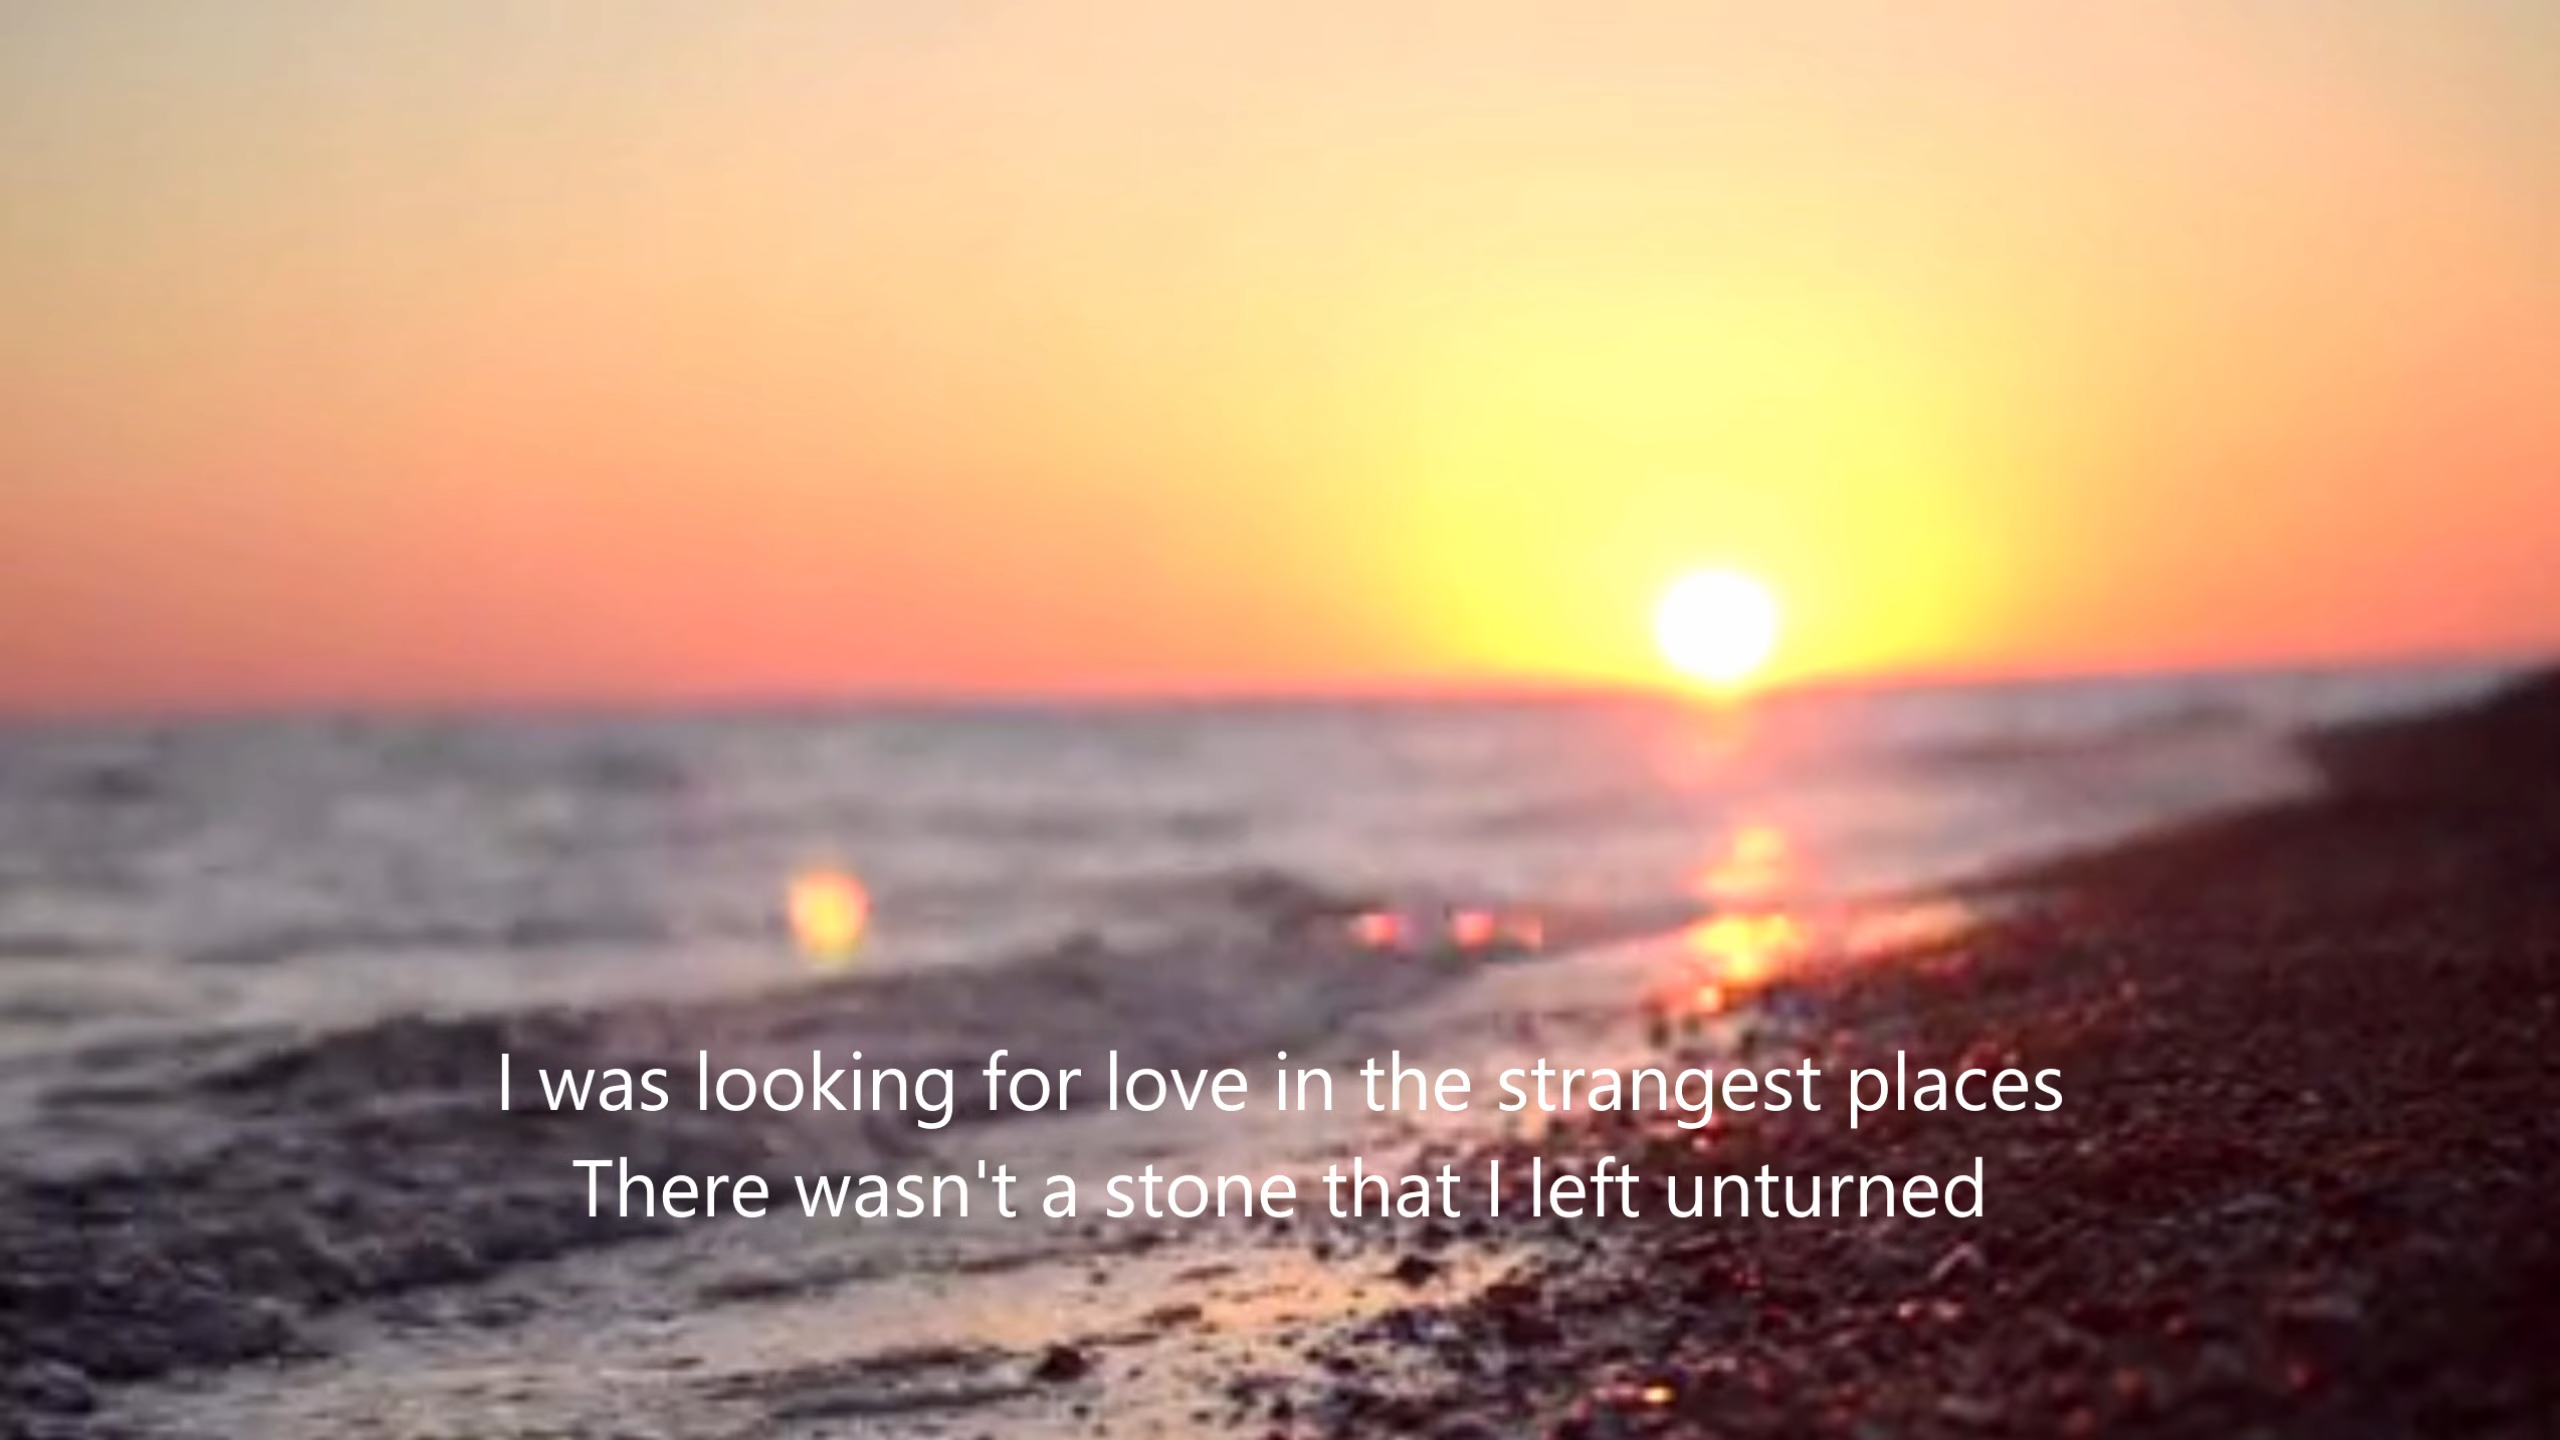 I was looking for love in the strangest places
There wasn't a stone that I left unturned